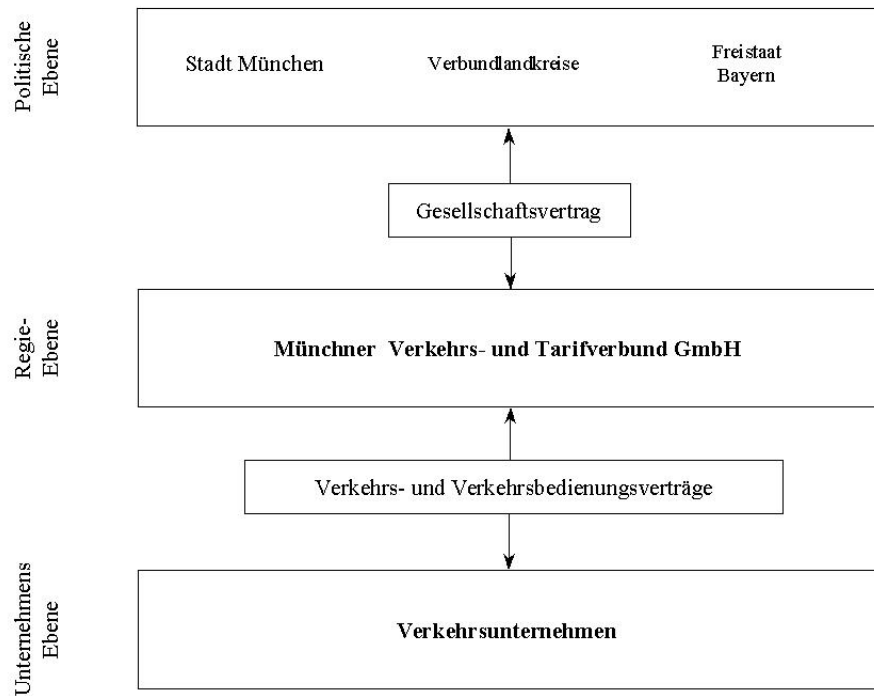 Politische
Ebene
Stadt München
Verbundlandkreise
Freistaat
Bayern
Gesellschaftsvertrag
Regie-
Ebene
Münchner Verkehrs- und Tarifverbund GmbH
Verkehrs- und Verkehrsbedienungsverträge
Unternehmens
Ebene
Verkehrsunternehmen